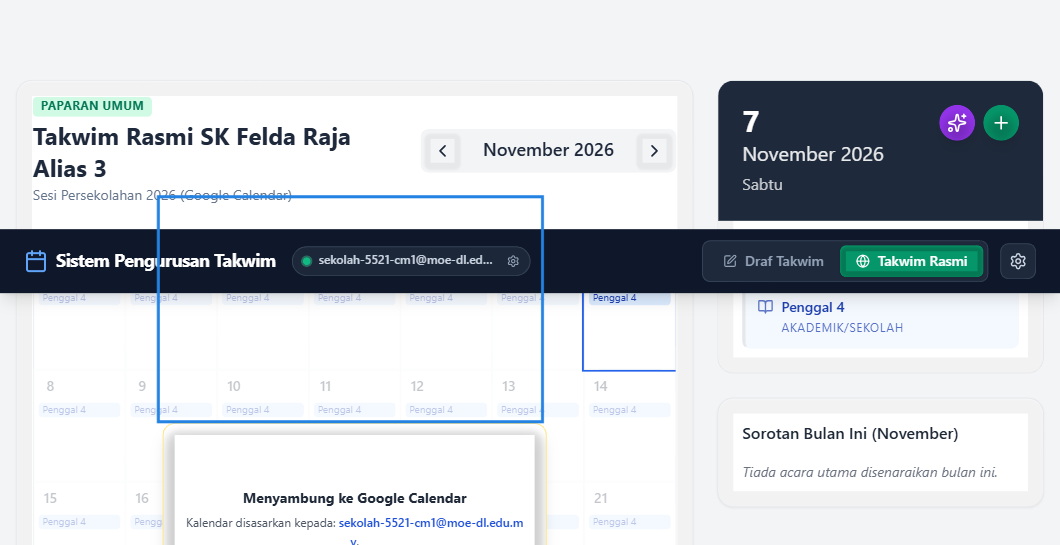 PAPARAN UMUM
Takwim Rasmi SK Felda Raja
Alias 3
Sesi Persekolahan 2026 (Google Calendar)
November 2026
7
November 2026
Sabtu
Sistem Pengurusan Takwim
sekolah-5521-cm1@moe-dl.ed...
Draf Takwim
Takwim Rasmi
Penggal 4 Penggal 4 Penggal 4 Penggal 4 Penggal 4 Penggal 4 Penggal 4
Penggal 4
AKADEMIK/SEKOLAH
8 9 10 11 12 13 14
Penggal 4 Penggal 4 Penggal 4 Penggal 4 Penggal 4 Penggal 4 Penggal 4
Sorotan Bulan Ini (November)
Tiada acara utama disenaraikan bulan ini.
15 16 21
Penggal 4 Pengg Penggal 4
Menyambung ke Google Calendar
Kalendar disasarkan kepada: sekolah-5521-cm1@moe-dl.edu.m
y.